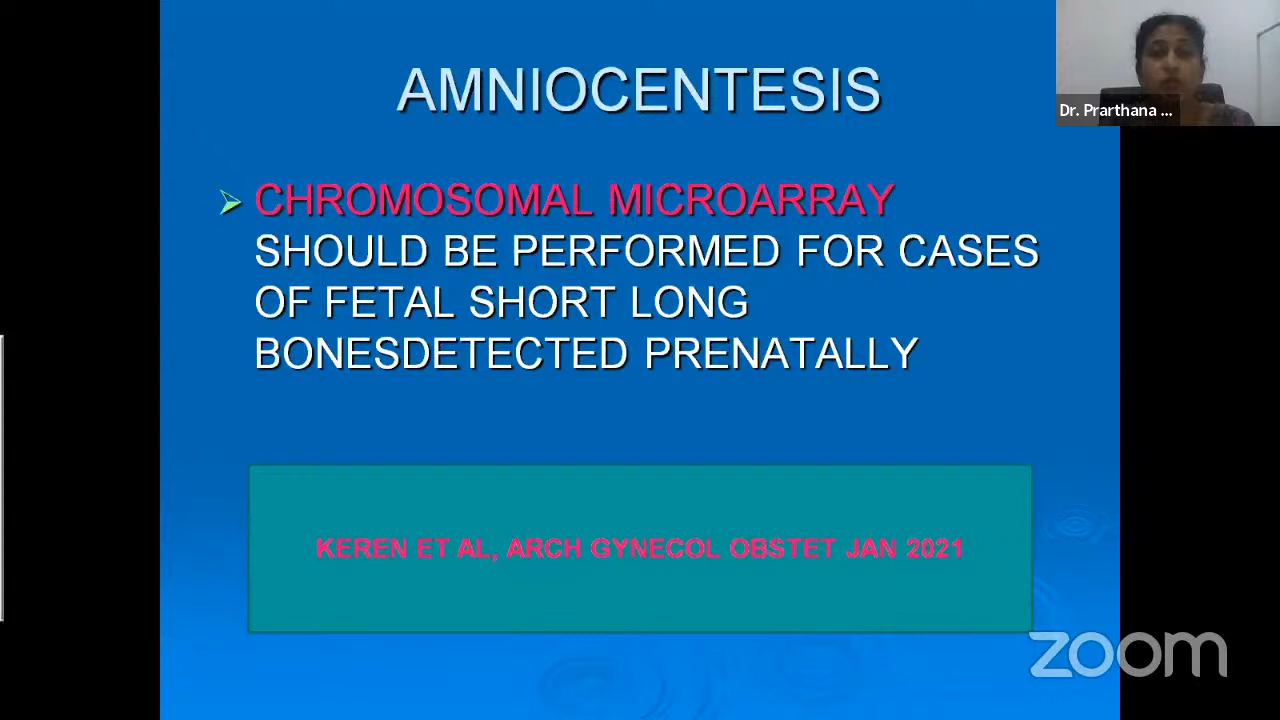 AMNIOCENTESIS
Dr. Prarthana ...
CHROMOSOMAL MICROARRAY
SHOULD BE PERFORMED FOR CASES
OF FETAL SHORT LONG
BONESDETECTED PRENATALLY
KEREN ET AL, ARCH GYNECOL OBSTET JAN 2021
zoom